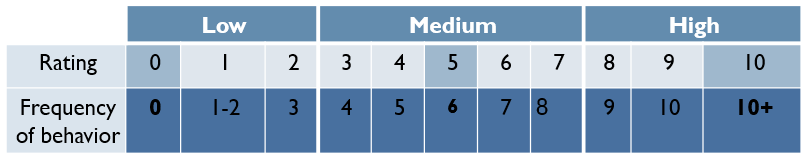 Low Medium High
Rating 0 1 2 3 4 5 6 7 8 9 10
Frequency of behavior 0 1-2 3 4 5 6 7 8 9 10 10+